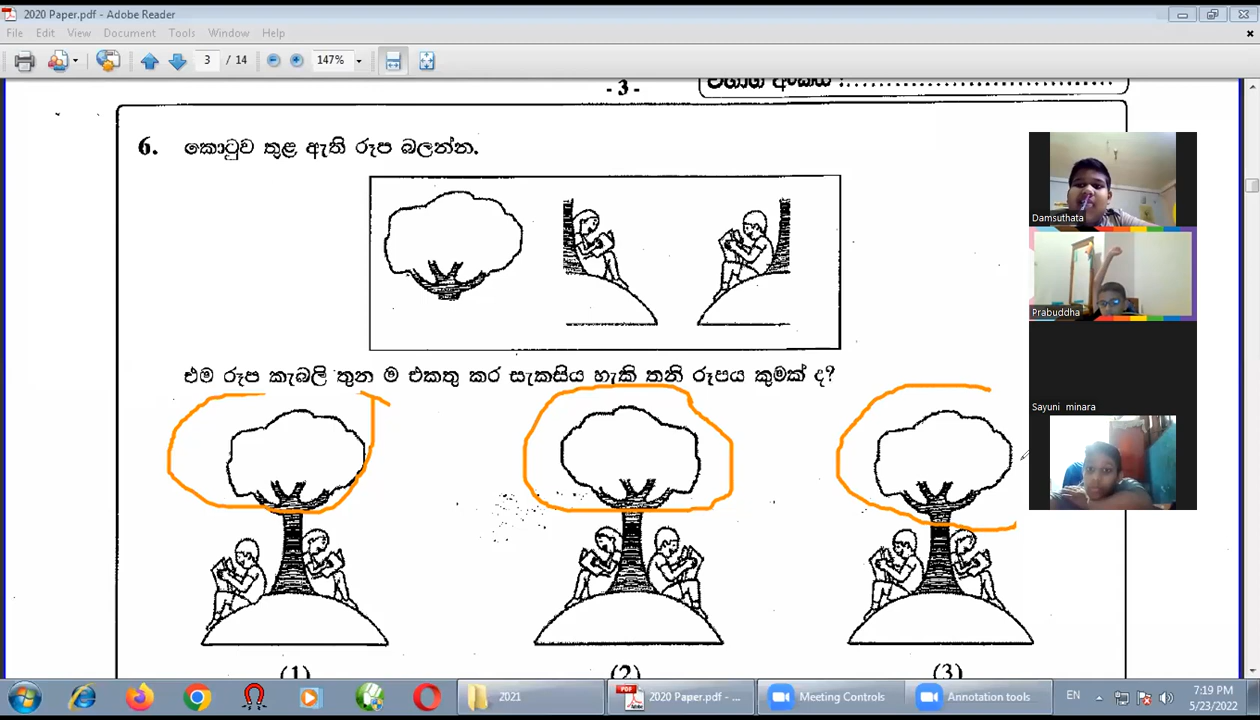 2020 Paper.pdf - Adobe Reader
File Edit View Document Tools Window Help
3 / 14 147%
- 3 -
6. කොටුව තුළ ඇති රූප බලන්න.
එම රූප කැබලි තුන ම එකතු කර සැකසිය හැකි තනි රූපය කුමක් ද?
(1) (2) (3)
Damsuthata
Prabuddha
Sayuni minara
2021
2020 Paper.pdf - ...
Meeting Controls
Annotation tools
EN
7:19 PM
5/23/2022